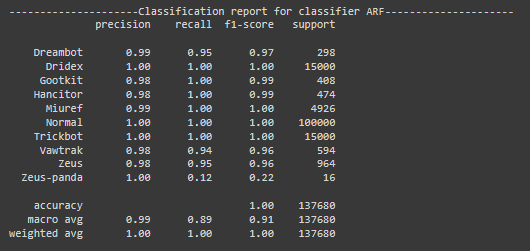 ---------------------Classification report for classifier ARF---------------------
precision recall f1-score support
Dreambot 0.99 0.95 0.97 298
Dridex 1.00 1.00 1.00 15000
Gootkit 0.98 1.00 0.99 408
Hancitor 0.98 1.00 0.99 474
Miuref 0.99 1.00 1.00 4926
Normal 1.00 1.00 1.00 100000
Trickbot 1.00 1.00 1.00 15000
Vawtrak 0.98 0.94 0.96 594
Zeus 0.98 0.95 0.96 964
Zeus-panda 1.00 0.12 0.22 16
accuracy 1.00 137680
macro avg 0.99 0.89 0.91 137680
weighted avg 1.00 1.00 1.00 137680